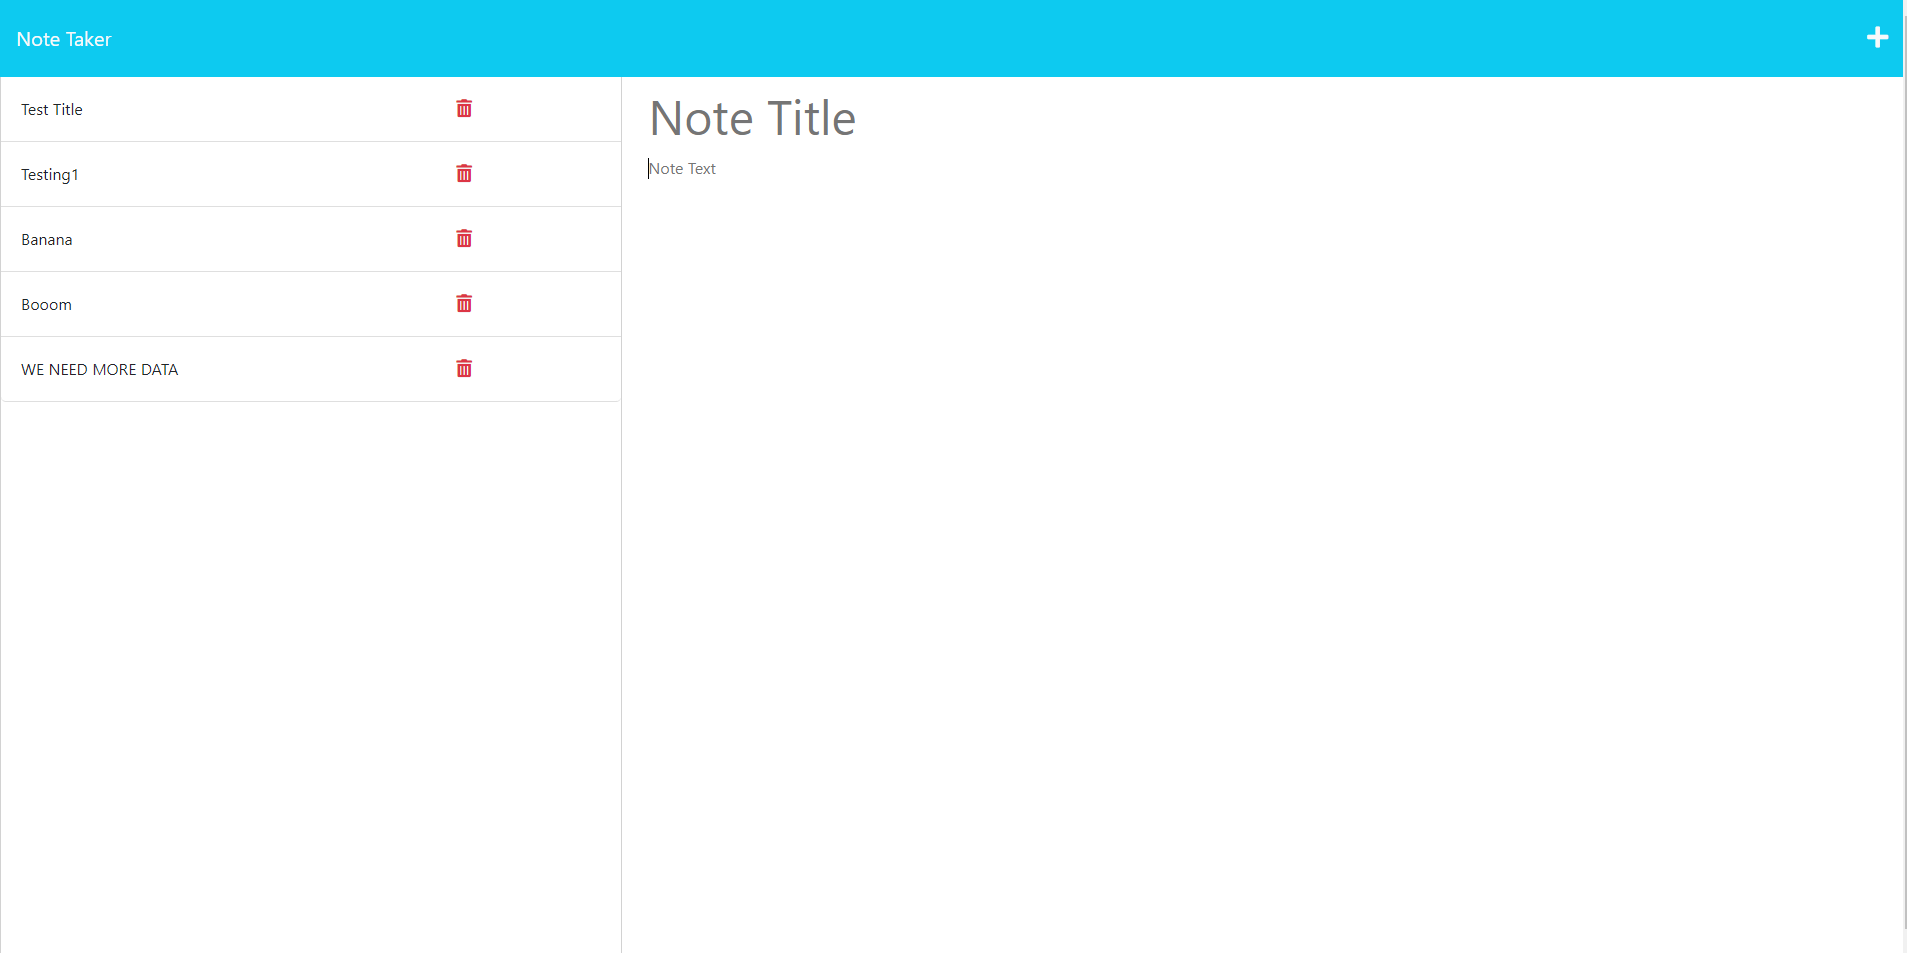 Note Taker
Test Title
Testing1
Banana
Booom
WE NEED MORE DATA
Note Title
Note Text